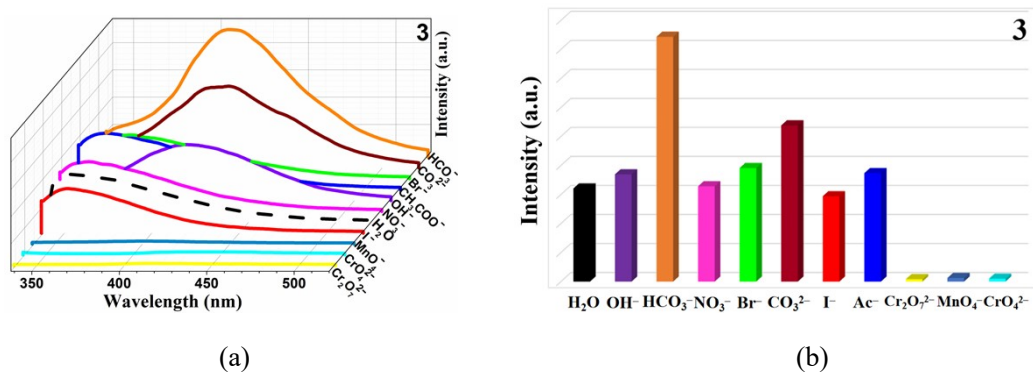 3
Intensity (a.u.)
HCO₃⁻
CO₃²⁻
Br⁻
CH₃COO⁻
OH⁻
NO₃⁻
H₂O
I⁻
MnO₄⁻
CrO₄²⁻
Cr₂O₇²⁻
350 400 450 500
Wavelength (nm)
(a)
3
Intensity (a.u.)
H₂O OH⁻ HCO₃⁻ NO₃⁻ Br⁻ CO₃²⁻ I⁻ Ac⁻ Cr₂O₇²⁻ MnO₄⁻ CrO₄²⁻
(b)